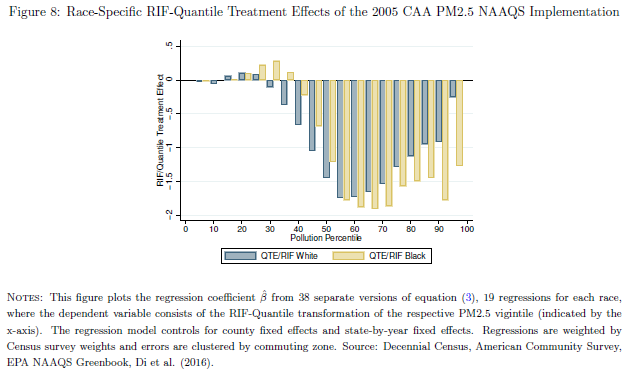 Figure 8: Race-Specific RIF-Quantile Treatment Effects of the 2005 CAA PM2.5 NAAQS Implementation
RIF/Quantile Treatment Effect
.5
0
-.5
-1
-1.5
-2
0 10 20 30 40 50 60 70 80 90 100
Pollution Percentile
QTE/RIF White QTE/RIF Black
NOTES: This figure plots the regression coefficient β̂ from 38 separate versions of equation (3), 19 regressions for each race,
where the dependent variable consists of the RIF-Quantile transformation of the respective PM2.5 vigintile (indicated by the
x-axis). The regression model controls for county fixed effects and state-by-year fixed effects. Regressions are weighted by
Census survey weights and errors are clustered by commuting zone. Source: Decennial Census, American Community Survey,
EPA NAAQS Greenbook, Di et al. (2016).